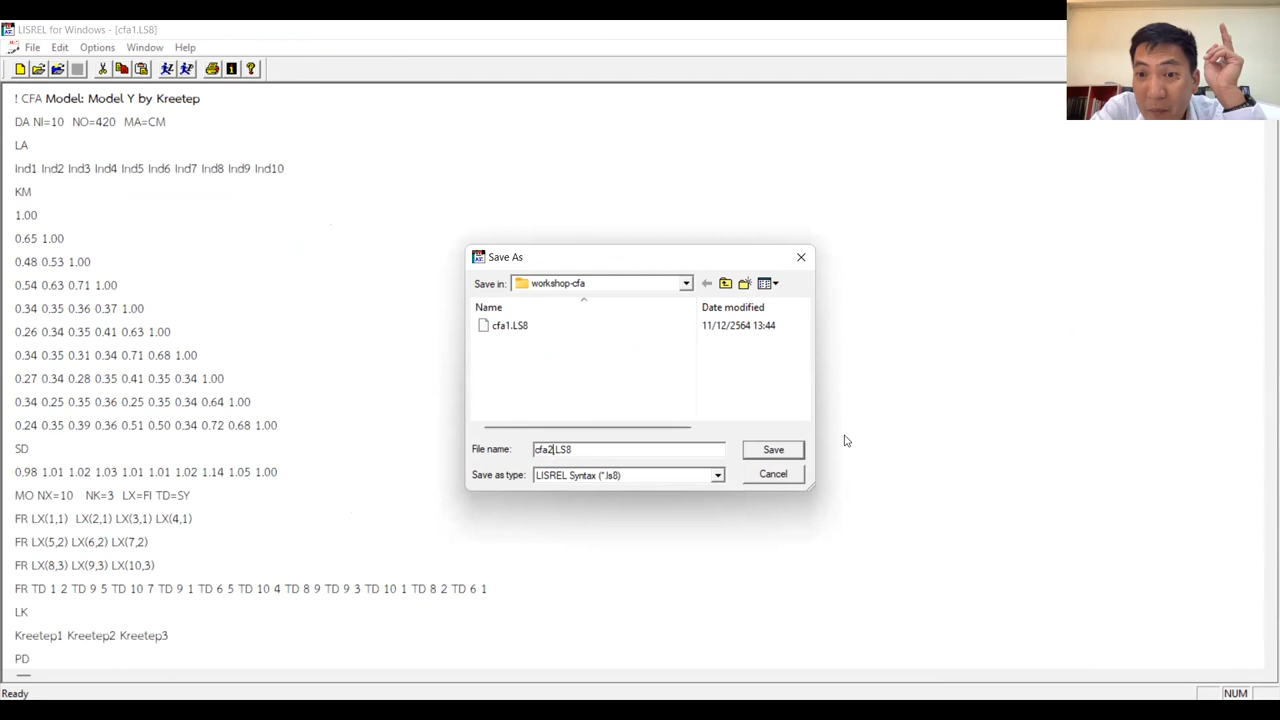 LISREL for Windows - [cfa1.LS8]
File Edit Options Window Help
! CFA Model: Model Y by Kreetep
DA NI=10 NO=420 MA=CM
LA
Ind1 Ind2 Ind3 Ind4 Ind5 Ind6 Ind7 Ind8 Ind9 Ind10
KM
1.00
0.65 1.00
0.48 0.53 1.00
0.54 0.63 0.71 1.00
0.34 0.35 0.36 0.37 1.00
0.26 0.34 0.35 0.41 0.63 1.00
0.34 0.35 0.31 0.34 0.71 0.68 1.00
0.27 0.34 0.28 0.35 0.41 0.35 0.34 1.00
0.34 0.25 0.35 0.36 0.25 0.35 0.34 0.64 1.00
0.24 0.35 0.39 0.36 0.51 0.50 0.34 0.72 0.68 1.00
SD
0.98 1.01 1.02 1.03 1.01 1.01 1.02 1.14 1.05 1.00
MO NX=10 NK=3 LX=FI TD=SY
FR LX(1,1) LX(2,1) LX(3,1) LX(4,1)
FR LX(5,2) LX(6,2) LX(7,2)
FR LX(8,3) LX(9,3) LX(10,3)
FR TD 1 2 TD 9 5 TD 10 7 TD 9 1 TD 6 5 TD 10 4 TD 8 9 TD 9 3 TD 10 1 TD 8 2 TD 6 1
LK
Kreetep1 Kreetep2 Kreetep3
PD
Save As
Save in: workshop-cfa
Name Date modified
cfa1.LS8 11/12/2564 13:44
File name: cfa2.LS8 Save
Save as type: LISREL Syntax (*.ls8) Cancel
Ready NUM